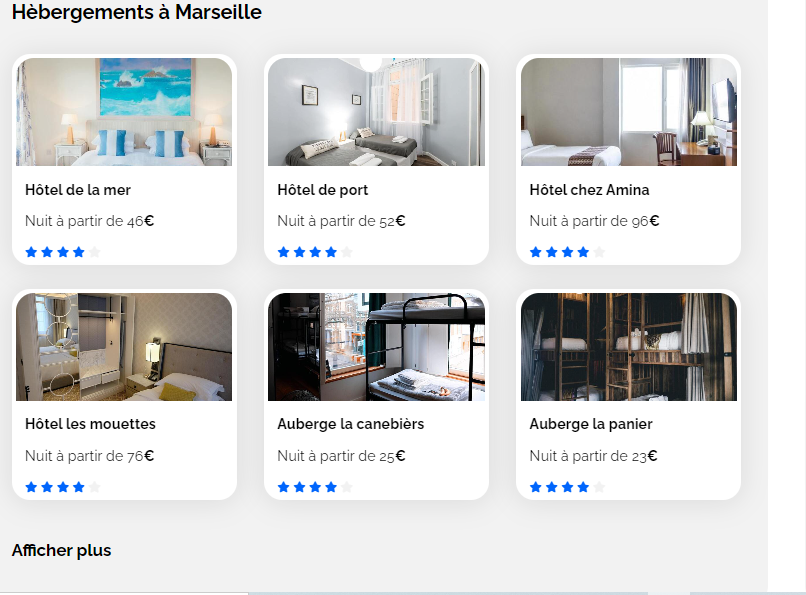 Hèbergements à Marseille
Hôtel de la mer
Nuit à partir de 46€
Hôtel de port
Nuit à partir de 52€
Hôtel chez Amina
Nuit à partir de 96€
Hôtel les mouettes
Nuit à partir de 76€
Auberge la canebièrs
Nuit à partir de 25€
Auberge la panier
Nuit à partir de 23€
Afficher plus